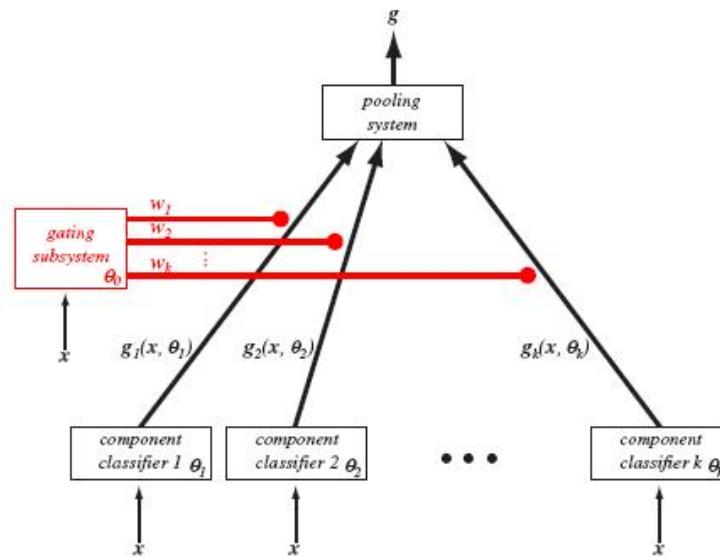 g
pooling
system
w₁
w₂
⋮
wₖ
gating
subsystem
θ₀
x
g₁(x, θ₁)
g₂(x, θ₂)
gₖ(x, θₖ)
component
classifier 1 θ₁
component
classifier 2 θ₂
• • •
component
classifier k θ
x
x
x